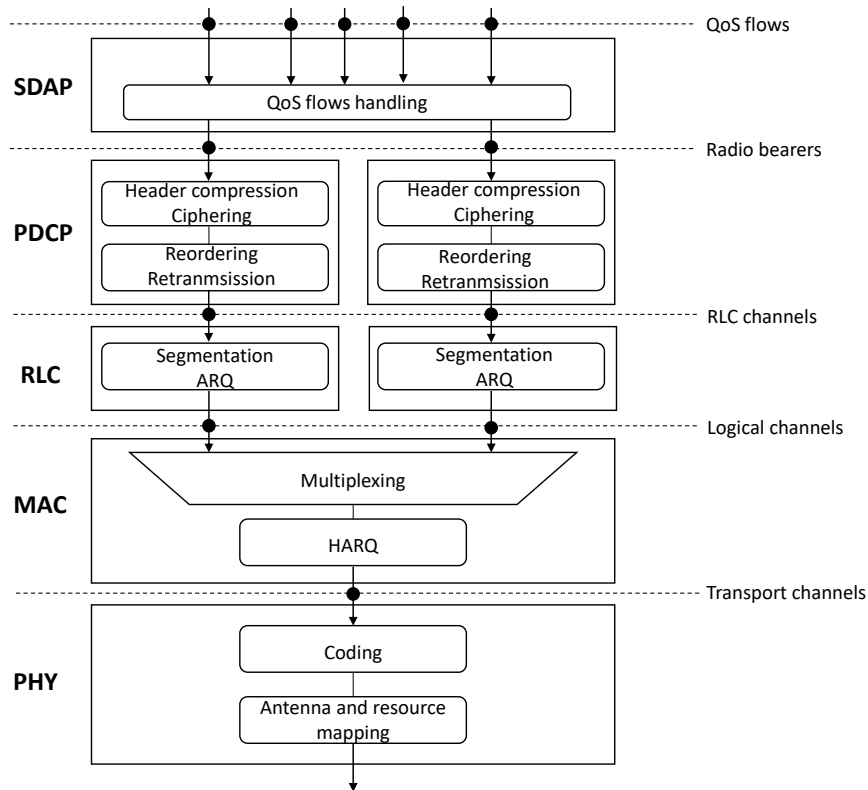 QoS flows
SDAP
QoS flows handling
Radio bearers
PDCP
Header compression
Ciphering
Header compression
Ciphering
Reordering
Retranmsission
Reordering
Retranmsission
RLC channels
RLC
Segmentation
ARQ
Segmentation
ARQ
Logical channels
MAC
Multiplexing
HARQ
Transport channels
PHY
Coding
Antenna and resource
mapping